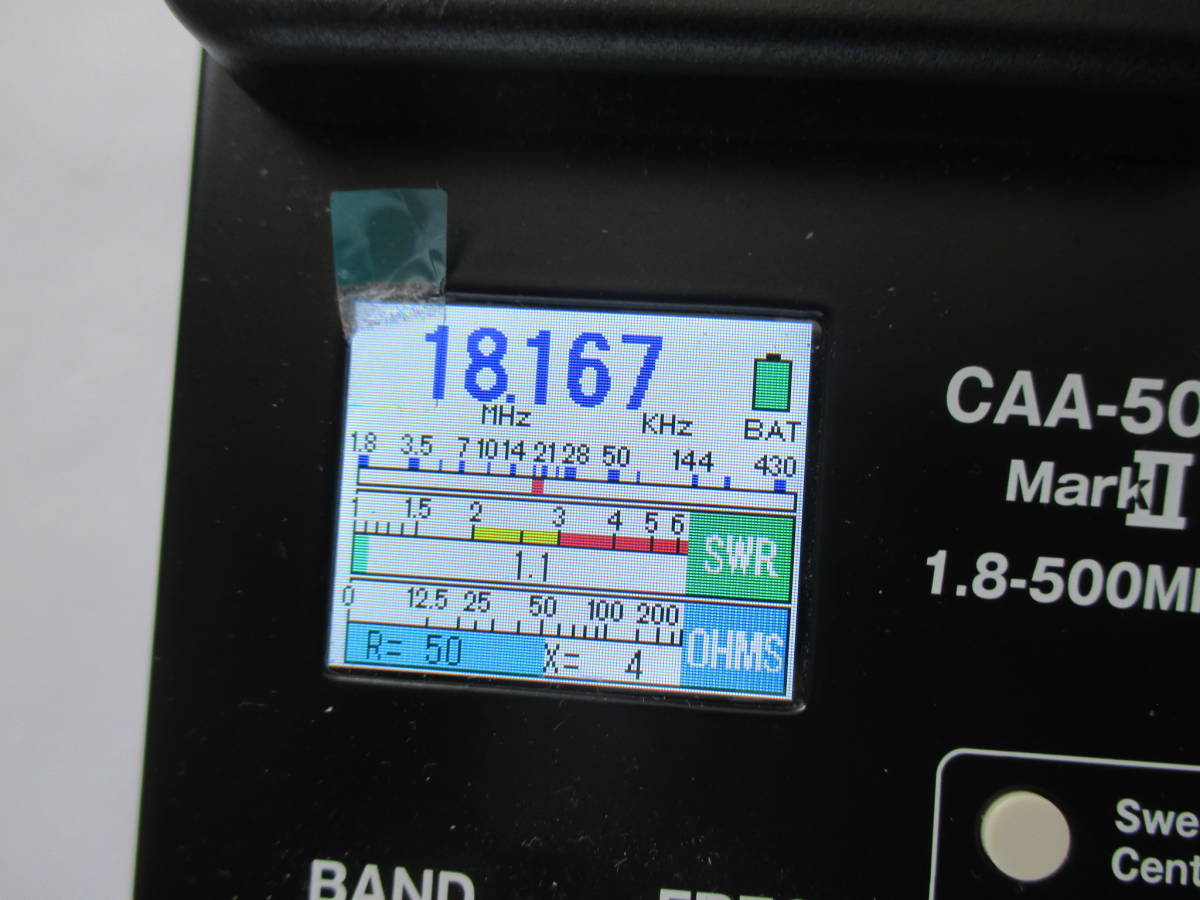 18.167
MHz KHz BAT
1.8 3.5 7 10 14 21 28 50 144 430
1 1.5 2 3 4 5 6 SWR
1.1
0 12.5 25 50 100 200 OHMS
R= 50 X= 4
CAA-50
Mark II
1.8-500M
Swe
Cent
BAND